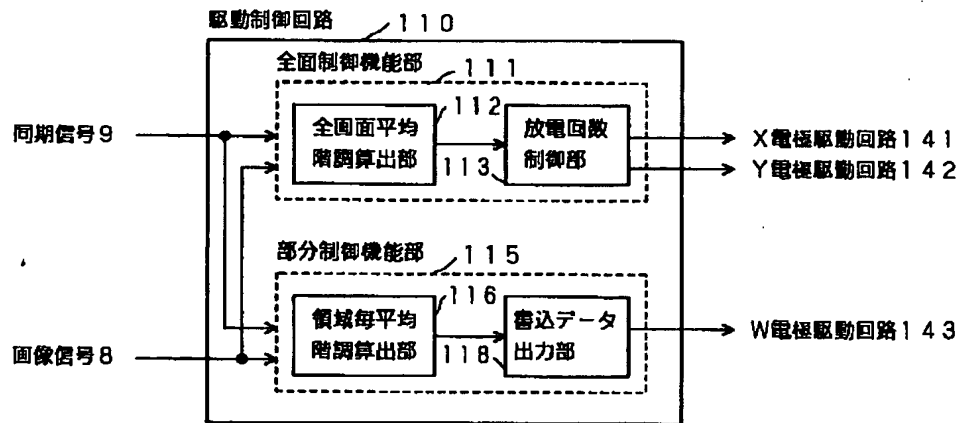 駆動制御回路
110
全面制御機能部
111
同期信号9
全画面平均
階調算出部
112
放電回数
制御部
113
X電極駆動回路141
Y電極駆動回路142
部分制御機能部
115
領域毎平均
階調算出部
116
書込データ
出力部
118
W電極駆動回路143
画像信号8